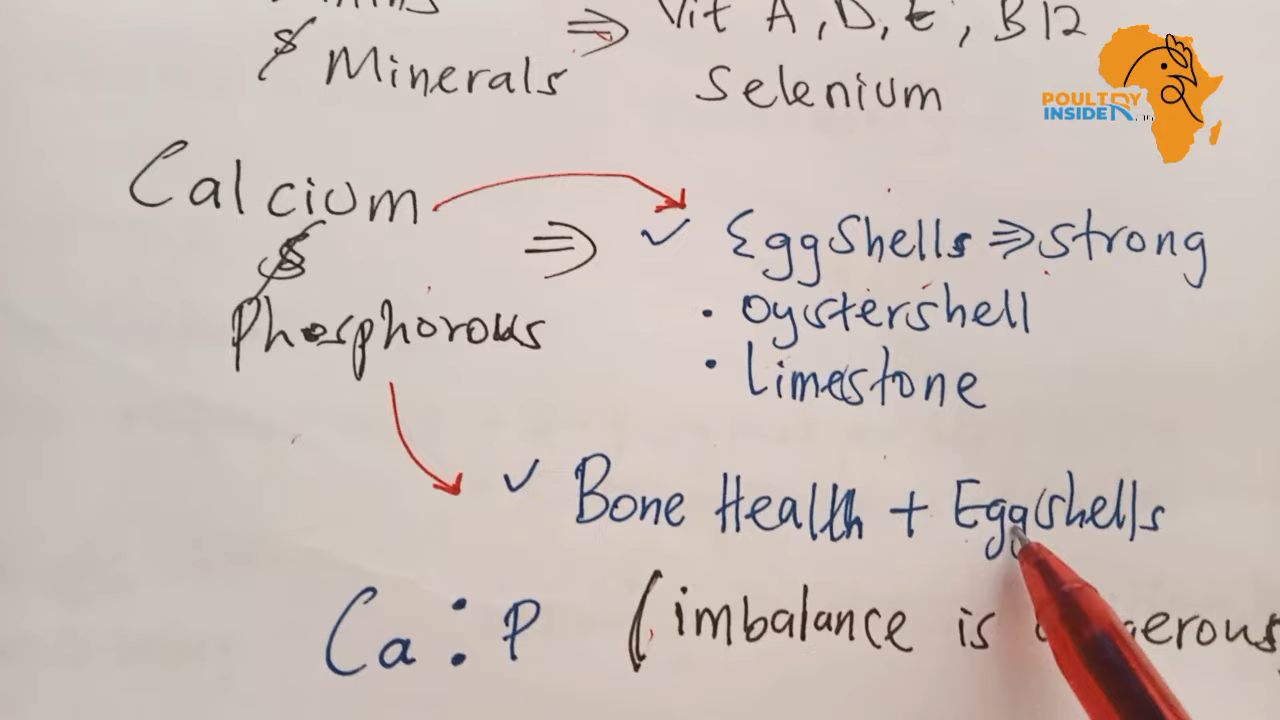 ⇒ Vit A, D, E, B12
& Minerals
Selenium
POULTRY
INSIDER
Calcium
&
Phosphorous
⇒ ✓ EggShells ⇒ strong
• Oystershell
• Limestone
✓ Bone Health + Eggshells
Ca : P (imbalance is